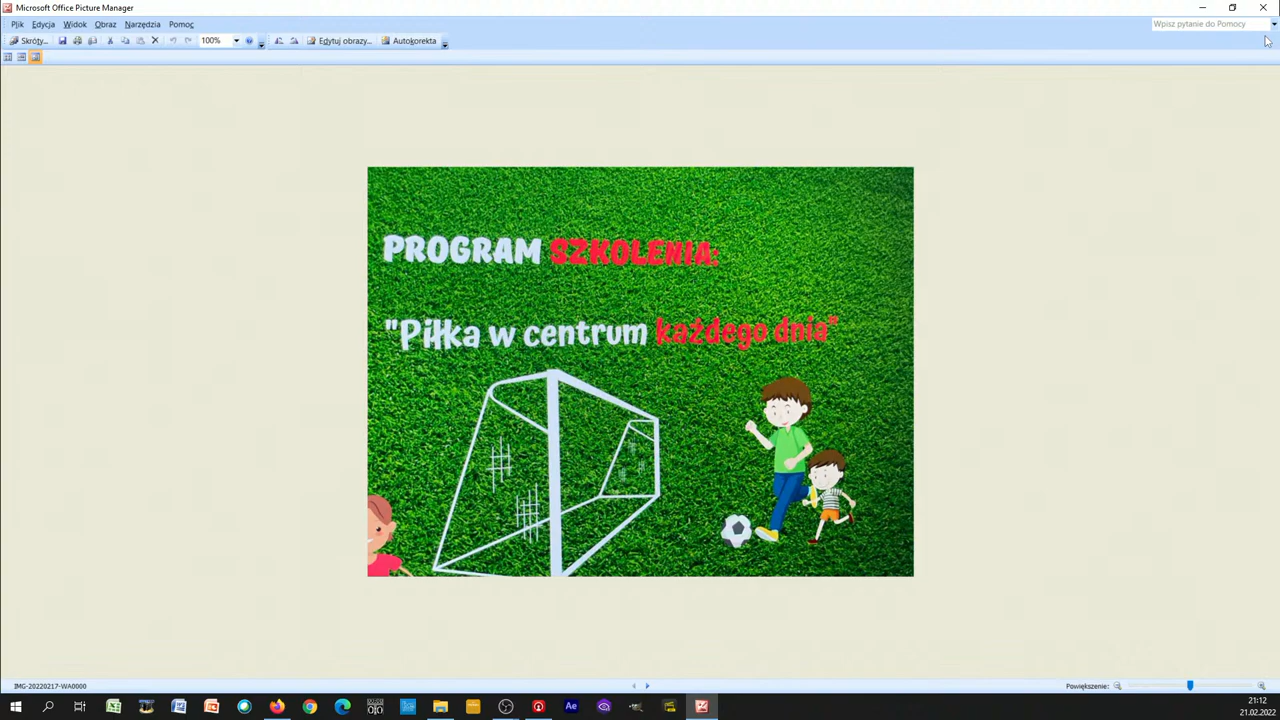 Microsoft Office Picture Manager
Plik Edycja Widok Obraz Narzędzia Pomoc
Wpisz pytanie do Pomocy
Skróty... 100% Edytuj obrazy... Autokorekta
PROGRAM SZKOLENIA:
"Piłka w centrum każdego dnia"
IMG-20220217-WA0000
Powiększenie:
21:12
21.02.2022